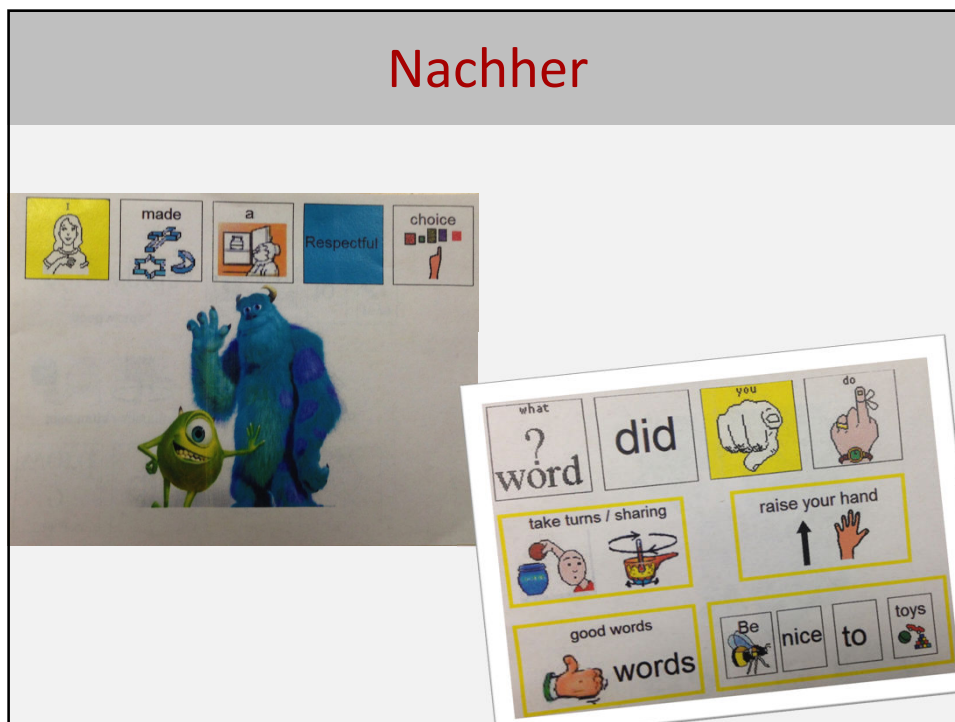 Nachher
I made a Respectful choice
what did you do
? word
take turns / sharing
raise your hand
good words
words
Be nice to toys